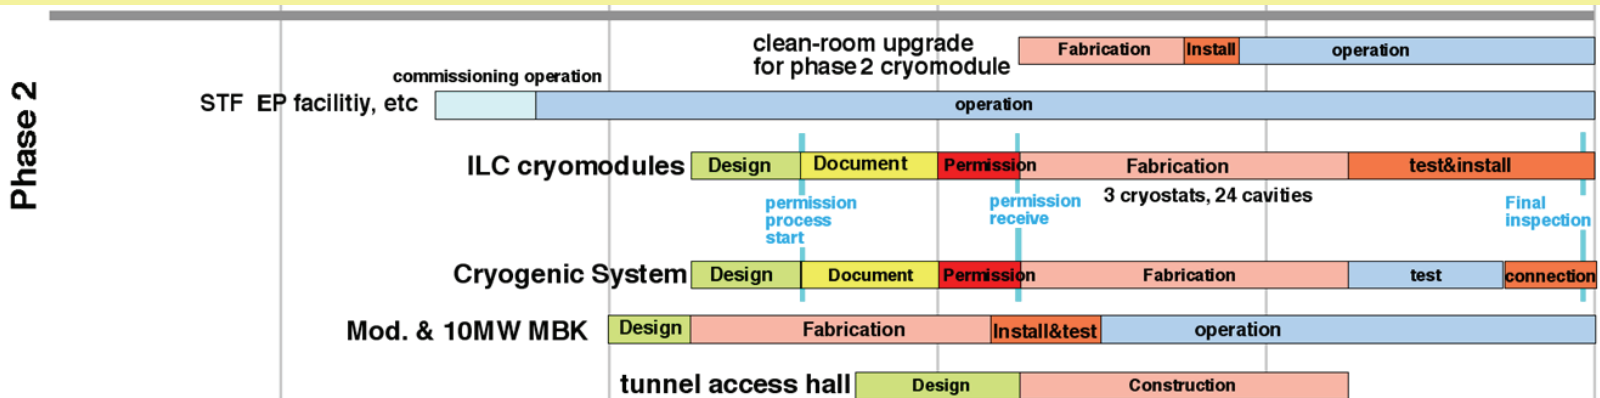 Phase 2
clean-room upgrade
for phase 2 cryomodule
Fabrication
Install
operation
commissioning operation
STF EP facilitiy, etc
operation
ILC cryomodules
Design
Document
Permission
Fabrication
test&install
3 cryostats, 24 cavities
permission
process
start
permission
receive
Final
inspection
Cryogenic System
Design
Document
Permission
Fabrication
test
connection
Mod. & 10MW MBK
Design
Fabrication
Install&test
operation
tunnel access hall
Design
Construction